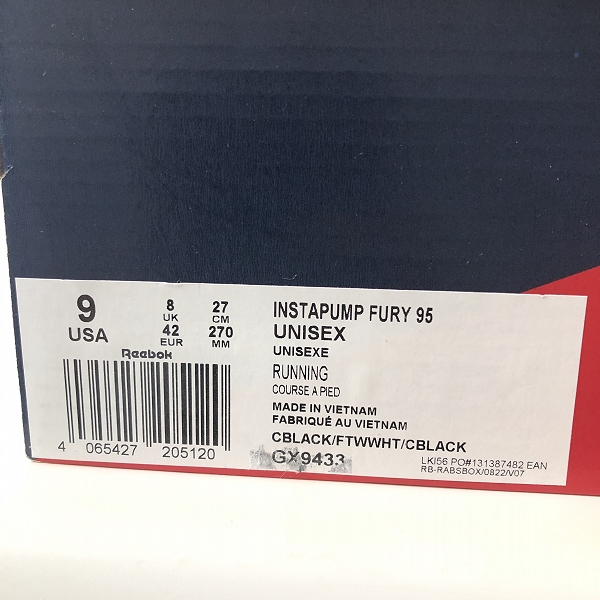 9
USA
8
UK
42
EUR
27
CM
270
MM
Reebok
4 065427 205120
INSTAPUMP FURY 95
UNISEX
UNISEXE
RUNNING
COURSE A PIED
MADE IN VIETNAM
FABRIQUÉ AU VIETNAM
CBLACK/FTWWHT/CBLACK
GX9433
LKI56 PO#131387482 EAN
RB-RABSBOX/0822/V07